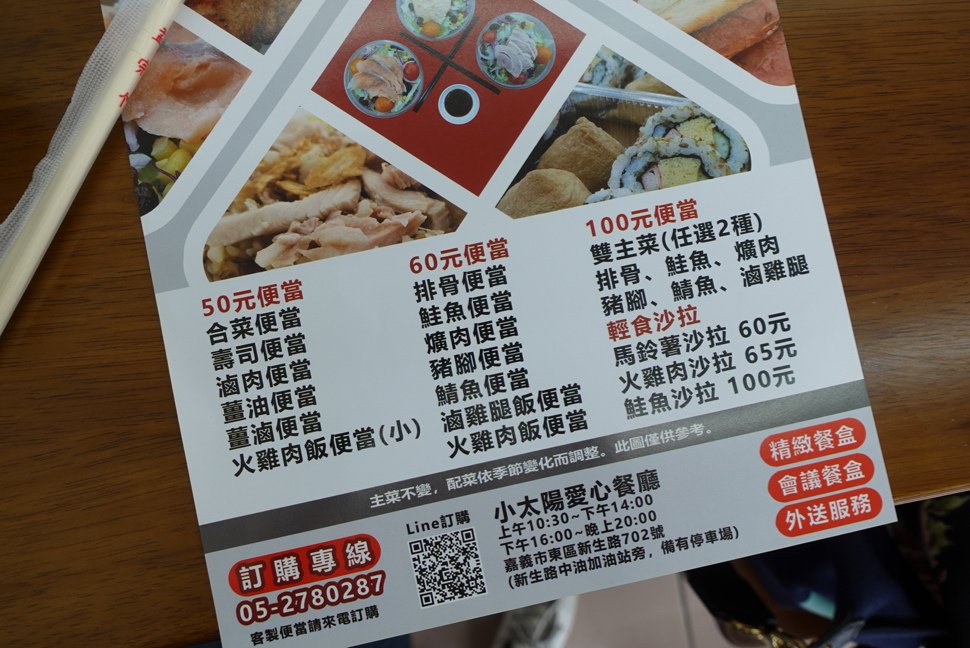 50元便當
合菜便當
壽司便當
滷肉便當
薑油便當
薑滷便當
火雞肉飯便當(小)
60元便當
排骨便當
鮭魚便當
爌肉便當
豬腳便當
鯖魚便當
滷雞腿飯便當
火雞肉飯便當
100元便當
雙主菜(任選2種)
排骨、鮭魚、爌肉
豬腳、鯖魚、滷雞腿
輕食沙拉
馬鈴薯沙拉 60元
火雞肉沙拉 65元
鮭魚沙拉 100元
主菜不變，配菜依季節變化而調整。此圖僅供參考。
訂購專線
05-2780287
客製便當請來電訂購
Line訂購
小太陽愛心餐廳
上午10:30~下午14:00
下午16:00~晚上20:00
嘉義市東區新生路702號
(新生路中油加油站旁，備有停車場)
精緻餐盒
會議餐盒
外送服務